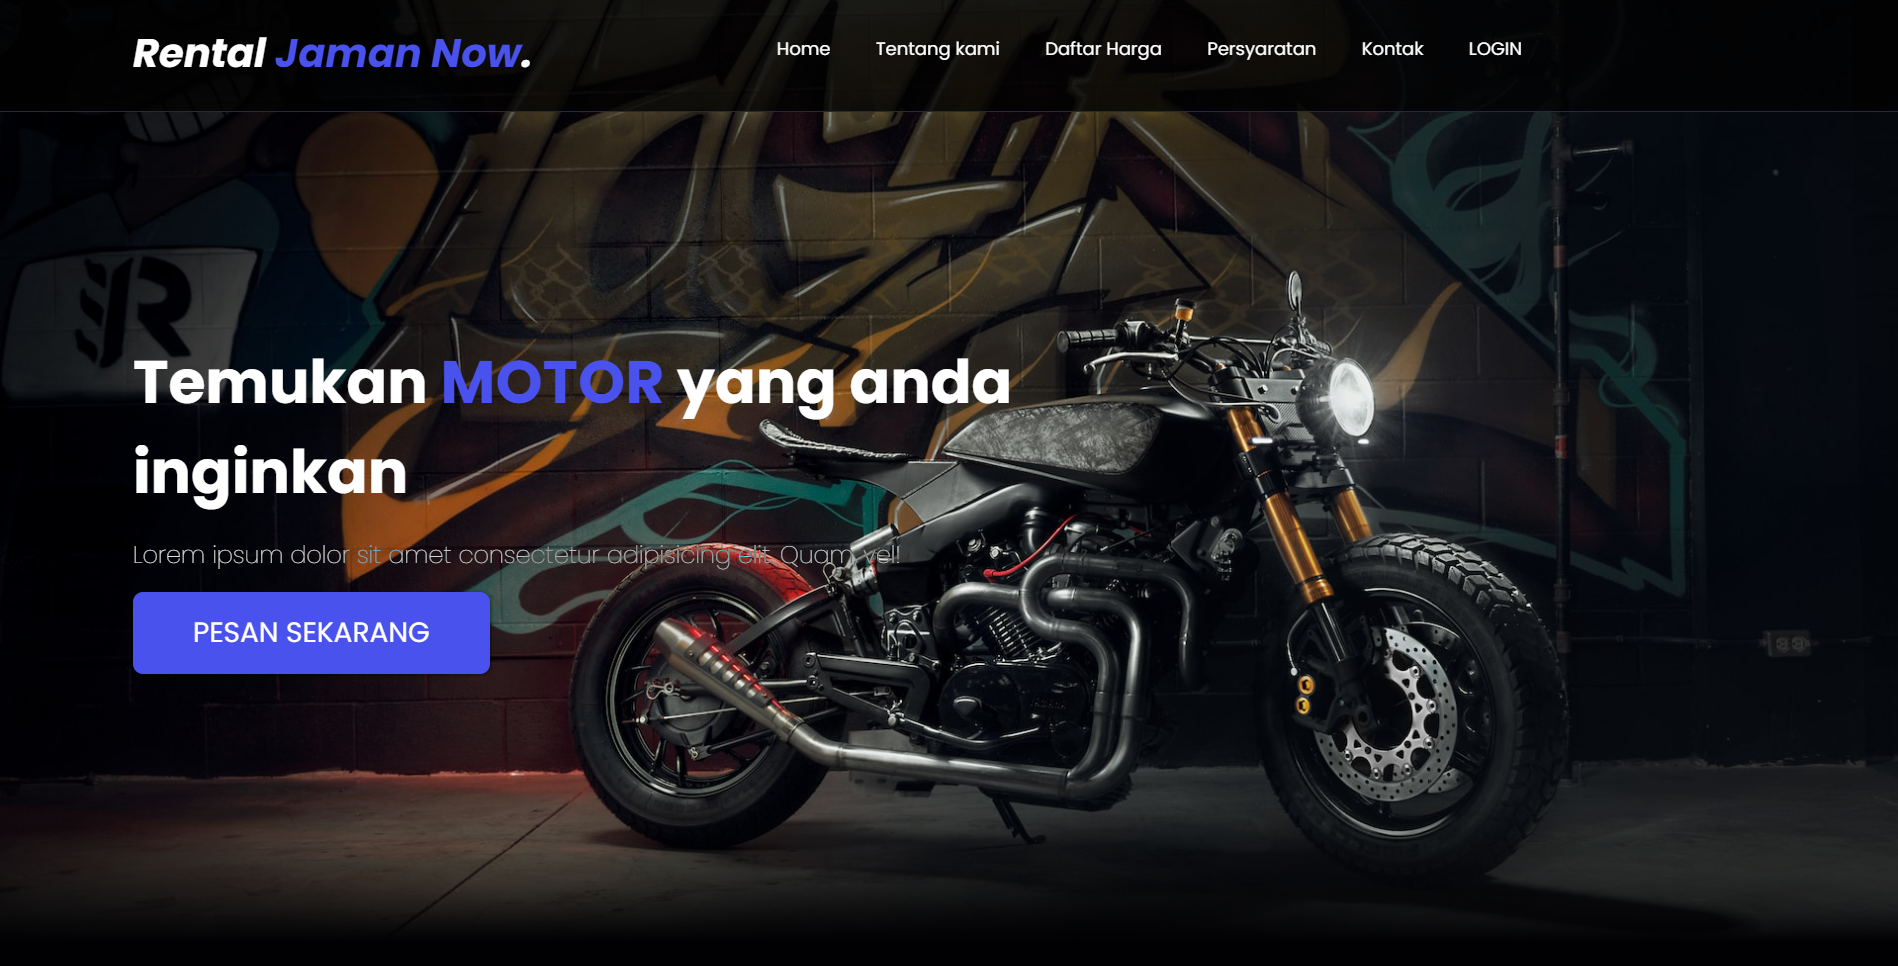 Rental Jaman Now.
Home Tentang kami Daftar Harga Persyaratan Kontak LOGIN
Temukan MOTOR yang anda
inginkan
Lorem ipsum dolor sit amet consectetur adipisicing elit. Quam, vel!
PESAN SEKARANG